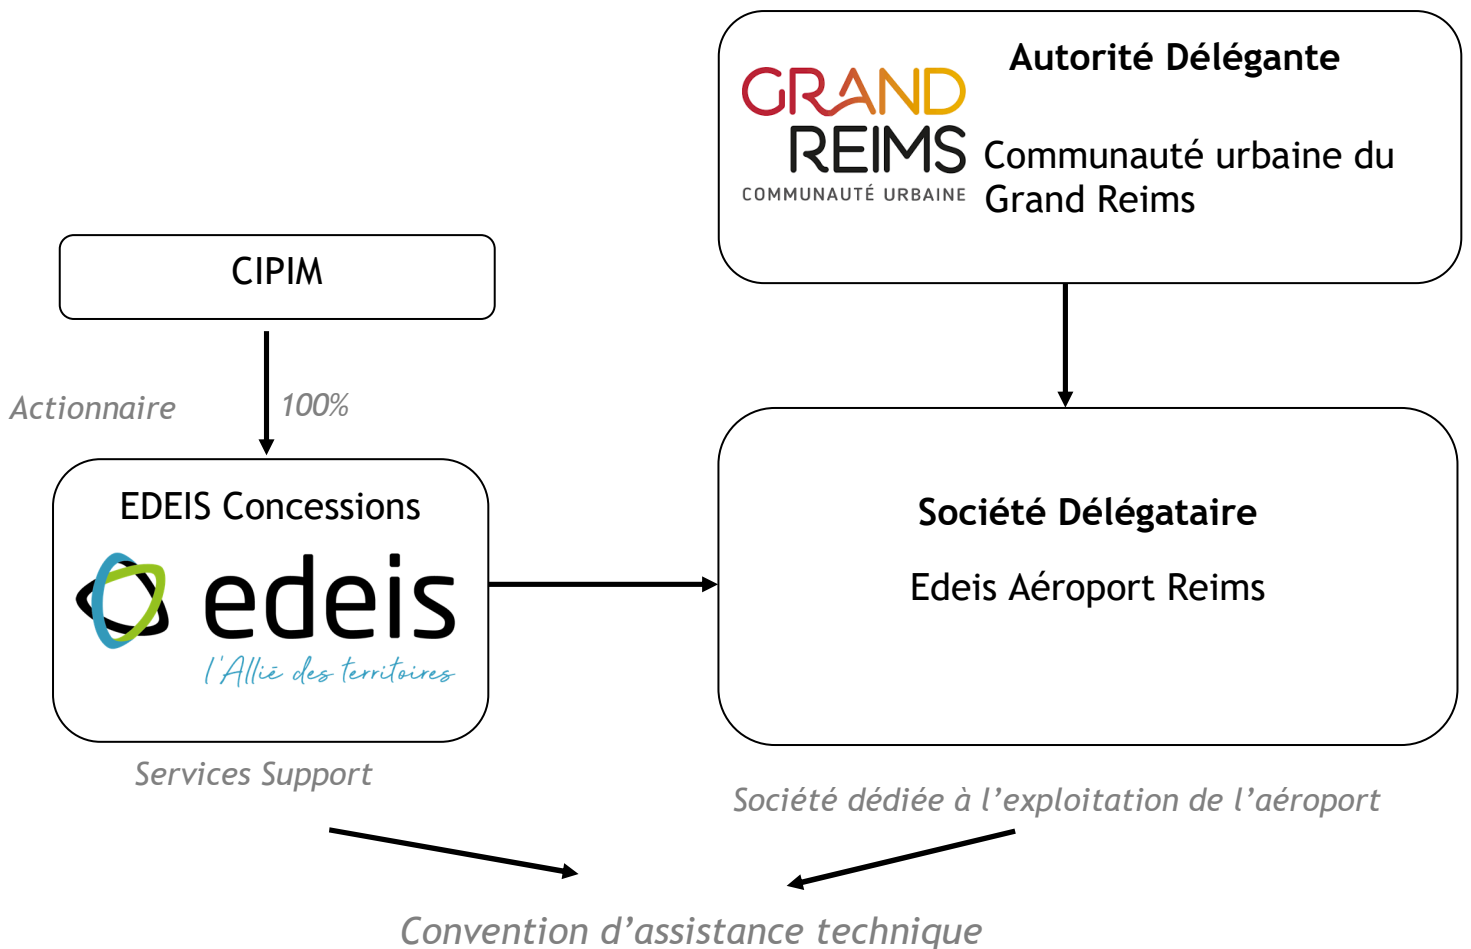 Autorité Délégante
GRAND
REIMS
COMMUNAUTÉ URBAINE
Communauté urbaine du
Grand Reims
CIPIM
Actionnaire
100%
EDEIS Concessions
edeis
l'Allié des territoires
Services Support
Société Délégataire
Edeis Aéroport Reims
Société dédiée à l’exploitation de l’aéroport
Convention d’assistance technique